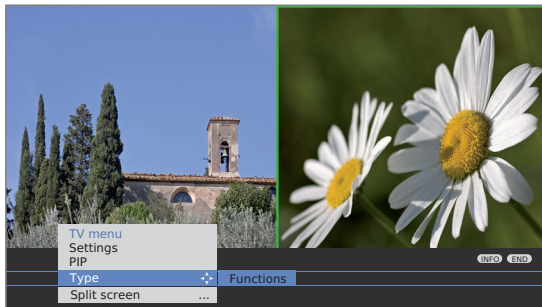 TV menu
Settings
PIP
Type Functions
Split screen ...
INFO END